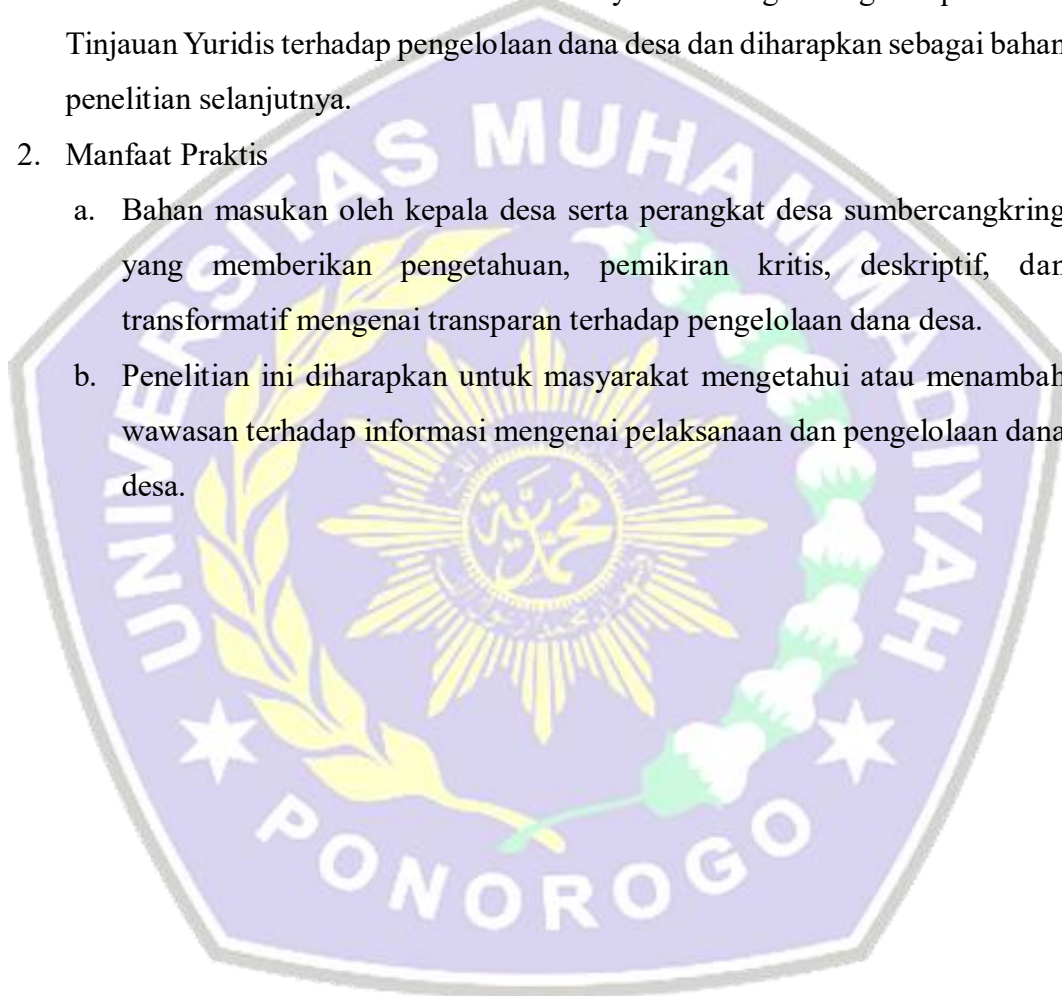 Tinjauan Yuridis terhadap pengelolaan dana desa dan diharapkan sebagai bahan
penelitian selanjutnya.
2. Manfaat Praktis
a. Bahan masukan oleh kepala desa serta perangkat desa sumbercangkring
yang memberikan pengetahuan, pemikiran kritis, deskriptif, dan
transformatif mengenai transparan terhadap pengelolaan dana desa.
b. Penelitian ini diharapkan untuk masyarakat mengetahui atau menambah
wawasan terhadap informasi mengenai pelaksanaan dan pengelolaan dana
desa.
UNIVERSITAS MUHAMMADIYAH
PONOROGO
محمدية